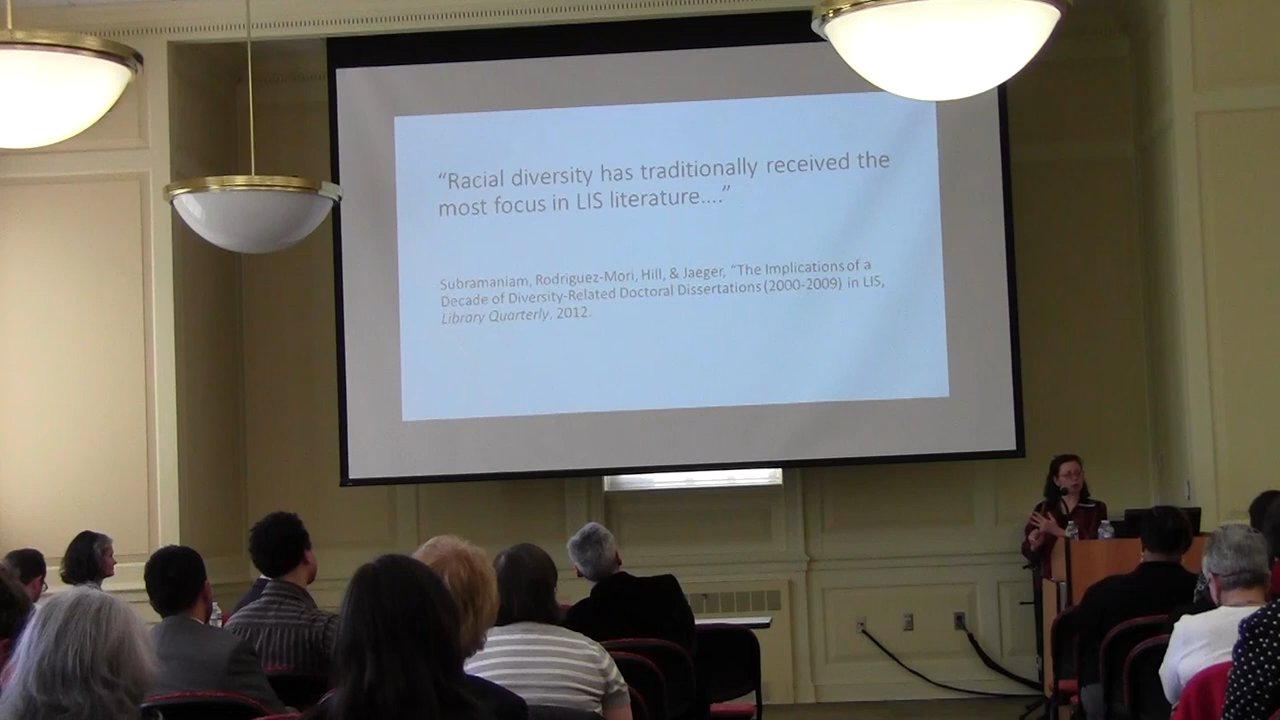 “Racial diversity has traditionally received the
most focus in LIS literature....”
Subramaniam, Rodriguez-Mori, Hill, & Jaeger, “The Implications of a
Decade of Diversity-Related Doctoral Dissertations (2000-2009) in LIS,
Library Quarterly, 2012.